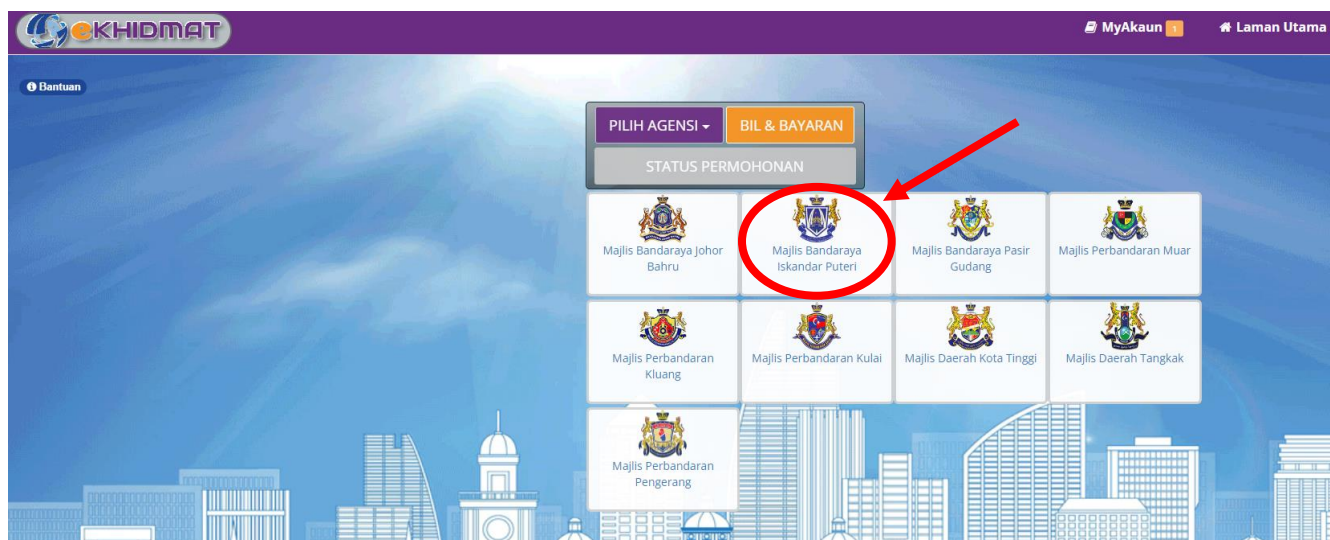 eKHIDMAT
MyAkaun 1
Laman Utama
Bantuan
PILIH AGENSI
BIL & BAYARAN
STATUS PERMOHONAN
Majlis Bandaraya Johor
Bahru
Majlis Bandaraya
Iskandar Puteri
Majlis Bandaraya Pasir
Gudang
Majlis Perbandaran Muar
Majlis Perbandaran
Kluang
Majlis Perbandaran Kulai
Majlis Daerah Kota Tinggi
Majlis Daerah Tangkak
Majlis Perbandaran
Pengerang